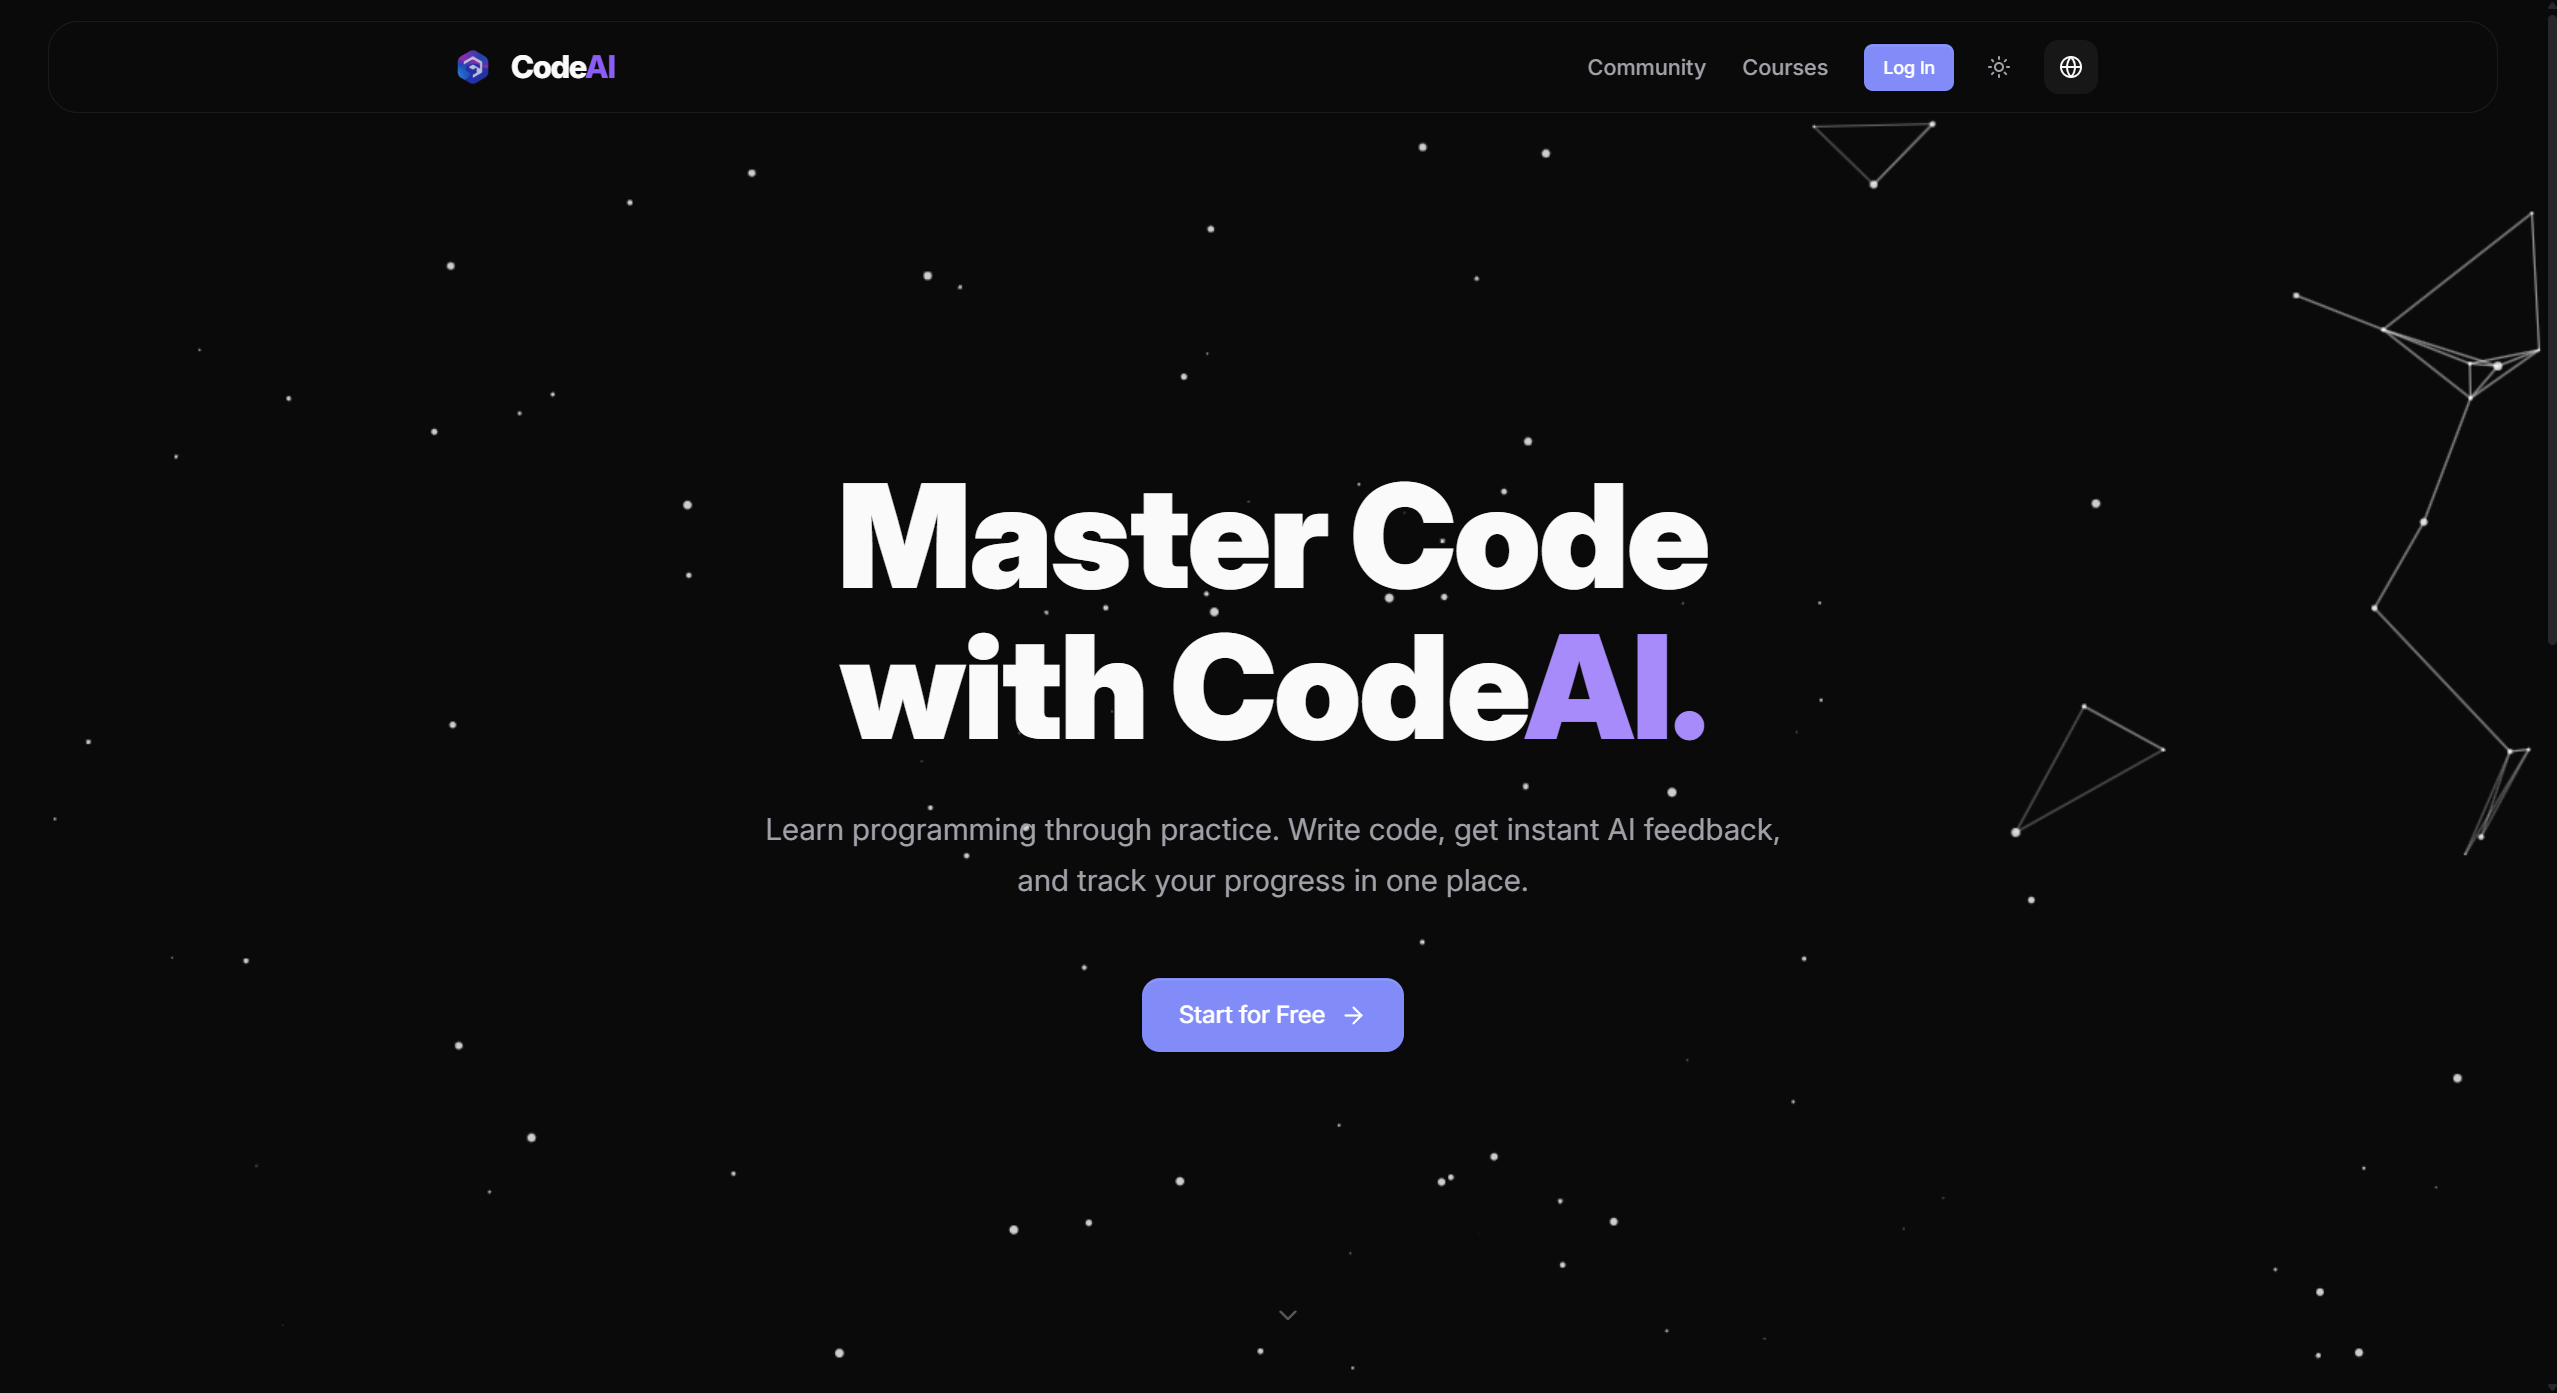 CodeAI
Community
Courses
Log In
Master Code
with CodeAI.
Learn programming through practice. Write code, get instant AI feedback,
and track your progress in one place.
Start for Free